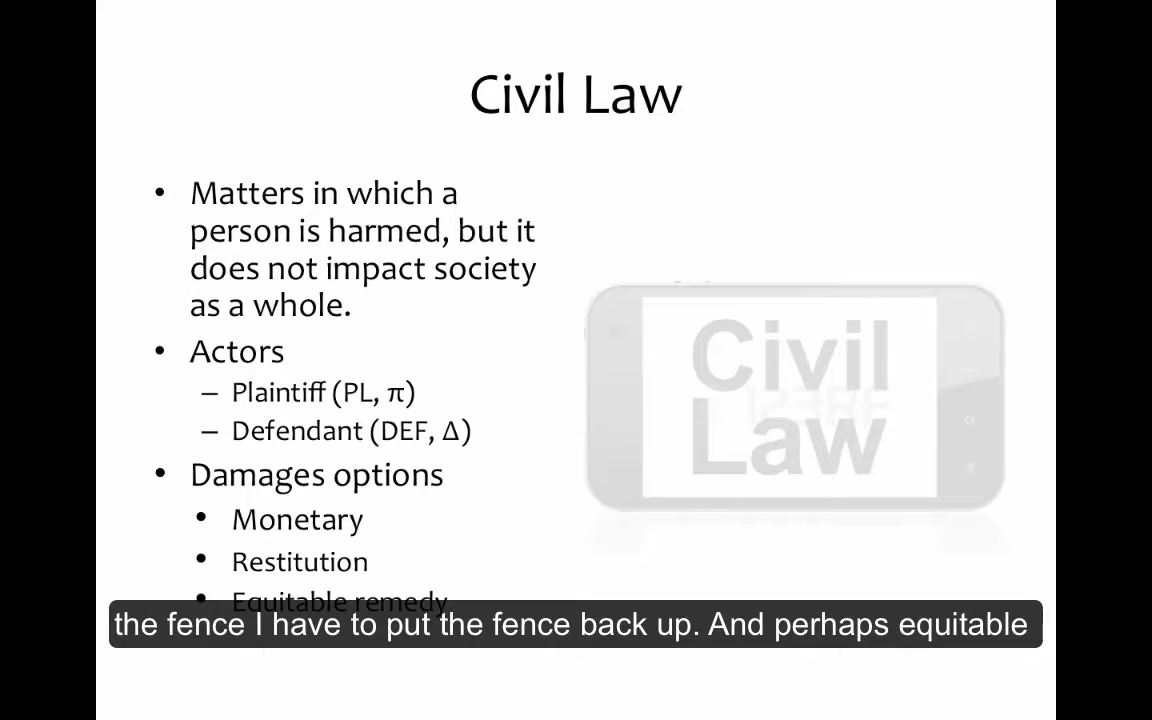 Civil Law
• Matters in which a
person is harmed, but it
does not impact society
as a whole.
• Actors
– Plaintiff (PL, π)
– Defendant (DEF, Δ)
• Damages options
• Monetary
• Restitution
• Equitable remedy
Civil
Law
the fence I have to put the fence back up. And perhaps equitable